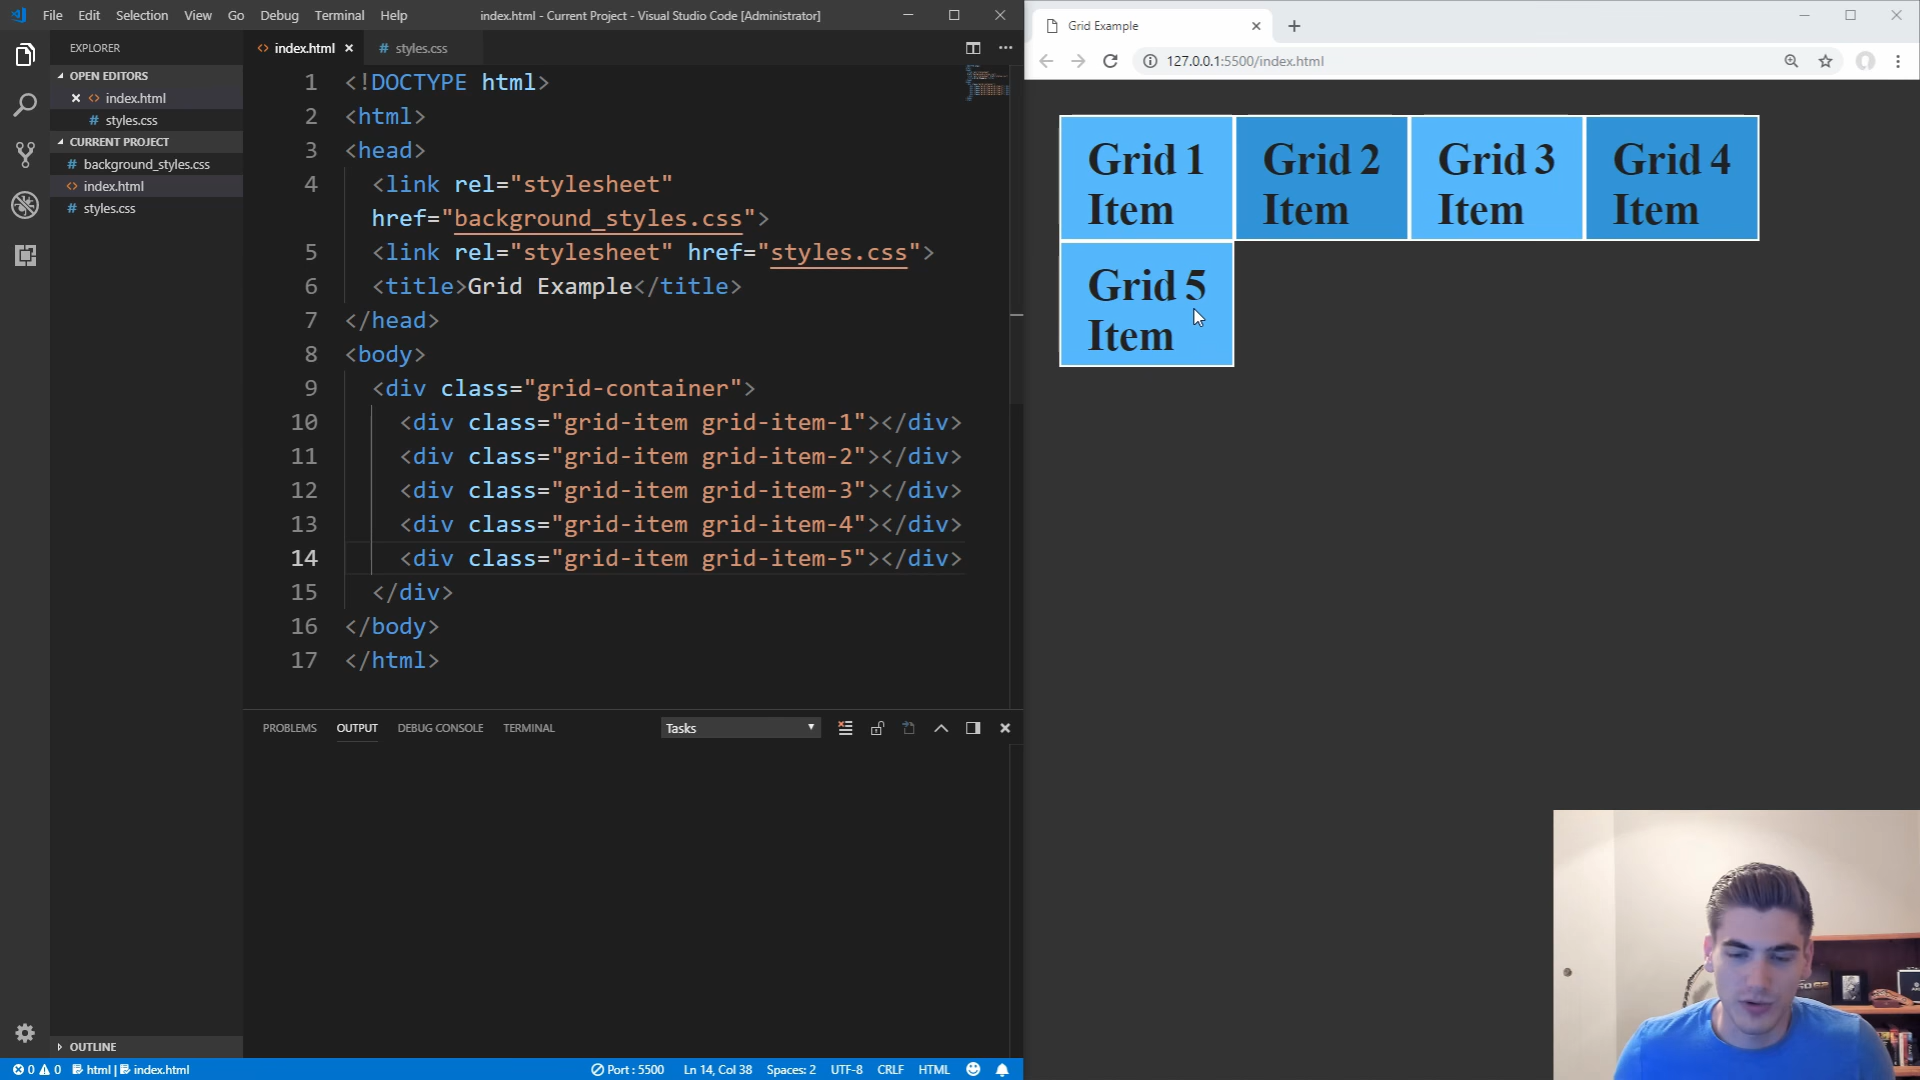 File Edit Selection View Go Debug Terminal Help
index.html - Current Project - Visual Studio Code [Administrator]
EXPLORER
OPEN EDITORS
index.html
styles.css
CURRENT PROJECT
background_styles.css
index.html
styles.css
OUTLINE
index.html
styles.css
1 <!DOCTYPE html>
2 <html>
3 <head>
4 <link rel="stylesheet"
href="background_styles.css">
5 <link rel="stylesheet" href="styles.css">
6 <title>Grid Example</title>
7 </head>
8 <body>
9 <div class="grid-container">
10 <div class="grid-item grid-item-1"></div>
11 <div class="grid-item grid-item-2"></div>
12 <div class="grid-item grid-item-3"></div>
13 <div class="grid-item grid-item-4"></div>
14 <div class="grid-item grid-item-5"></div>
15 </div>
16 </body>
17 </html>
PROBLEMS OUTPUT DEBUG CONSOLE TERMINAL
Tasks
0 0 html | index.html
Port : 5500 Ln 14, Col 38 Spaces: 2 UTF-8 CRLF HTML
Grid Example
127.0.0.1:5500/index.html
Grid 1
Item
Grid 2
Item
Grid 3
Item
Grid 4
Item
Grid 5
Item